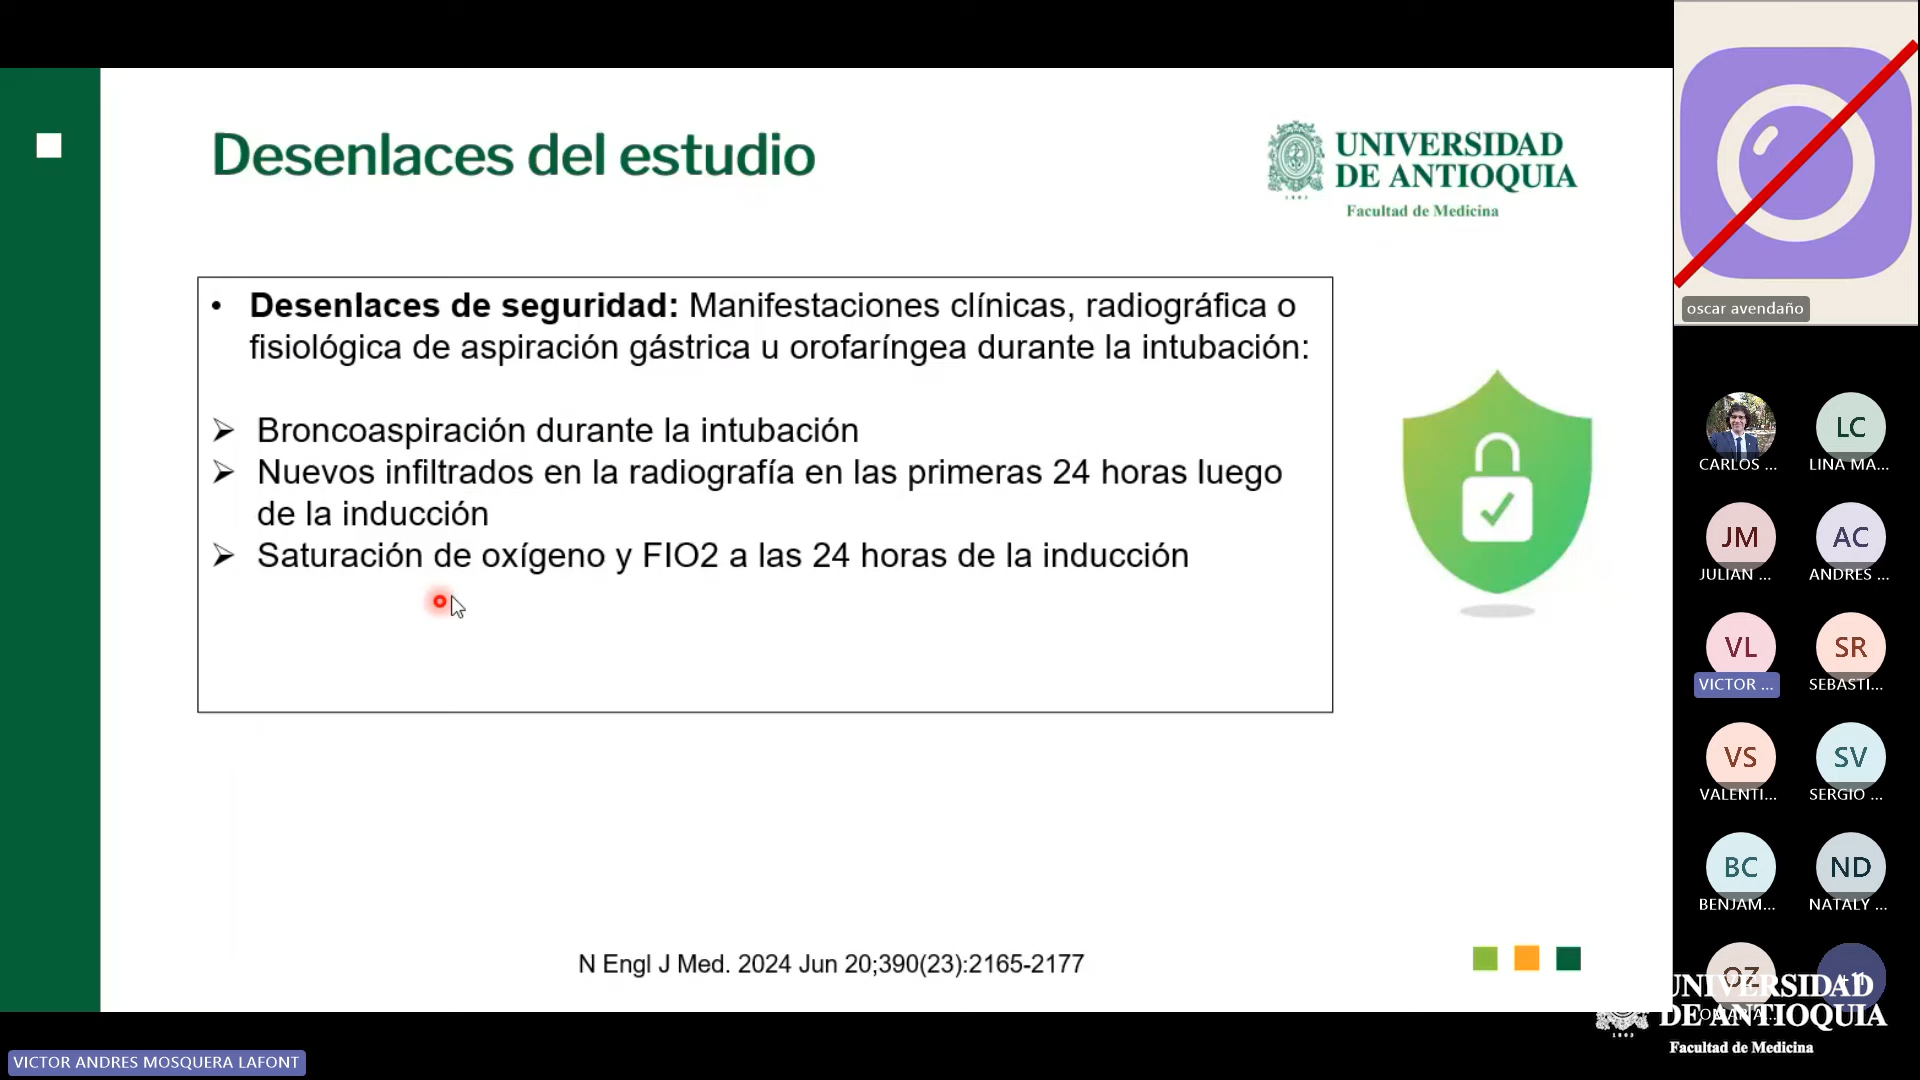 Desenlaces del estudio
UNIVERSIDAD
DE ANTIOQUIA
1803
Facultad de Medicina
• Desenlaces de seguridad: Manifestaciones clínicas, radiográfica o
fisiológica de aspiración gástrica u orofaríngea durante la intubación:
➢ Broncoaspiración durante la intubación
➢ Nuevos infiltrados en la radiografía en las primeras 24 horas luego
de la inducción
➢ Saturación de oxígeno y FIO2 a las 24 horas de la inducción
N Engl J Med. 2024 Jun 20;390(23):2165-2177
oscar avendaño
CARLOS ...
LC
LINA MA...
JM
JULIAN ...
AC
ANDRES ...
VL
VICTOR ...
SR
SEBASTI...
VS
VALENTI...
SV
SERGIO ...
BC
BENJAM...
ND
NATALY ...
OZ
UNIVERSIDAD
DE ANTIOQUIA
1803
Facultad de Medicina
VICTOR ANDRES MOSQUERA LAFONT